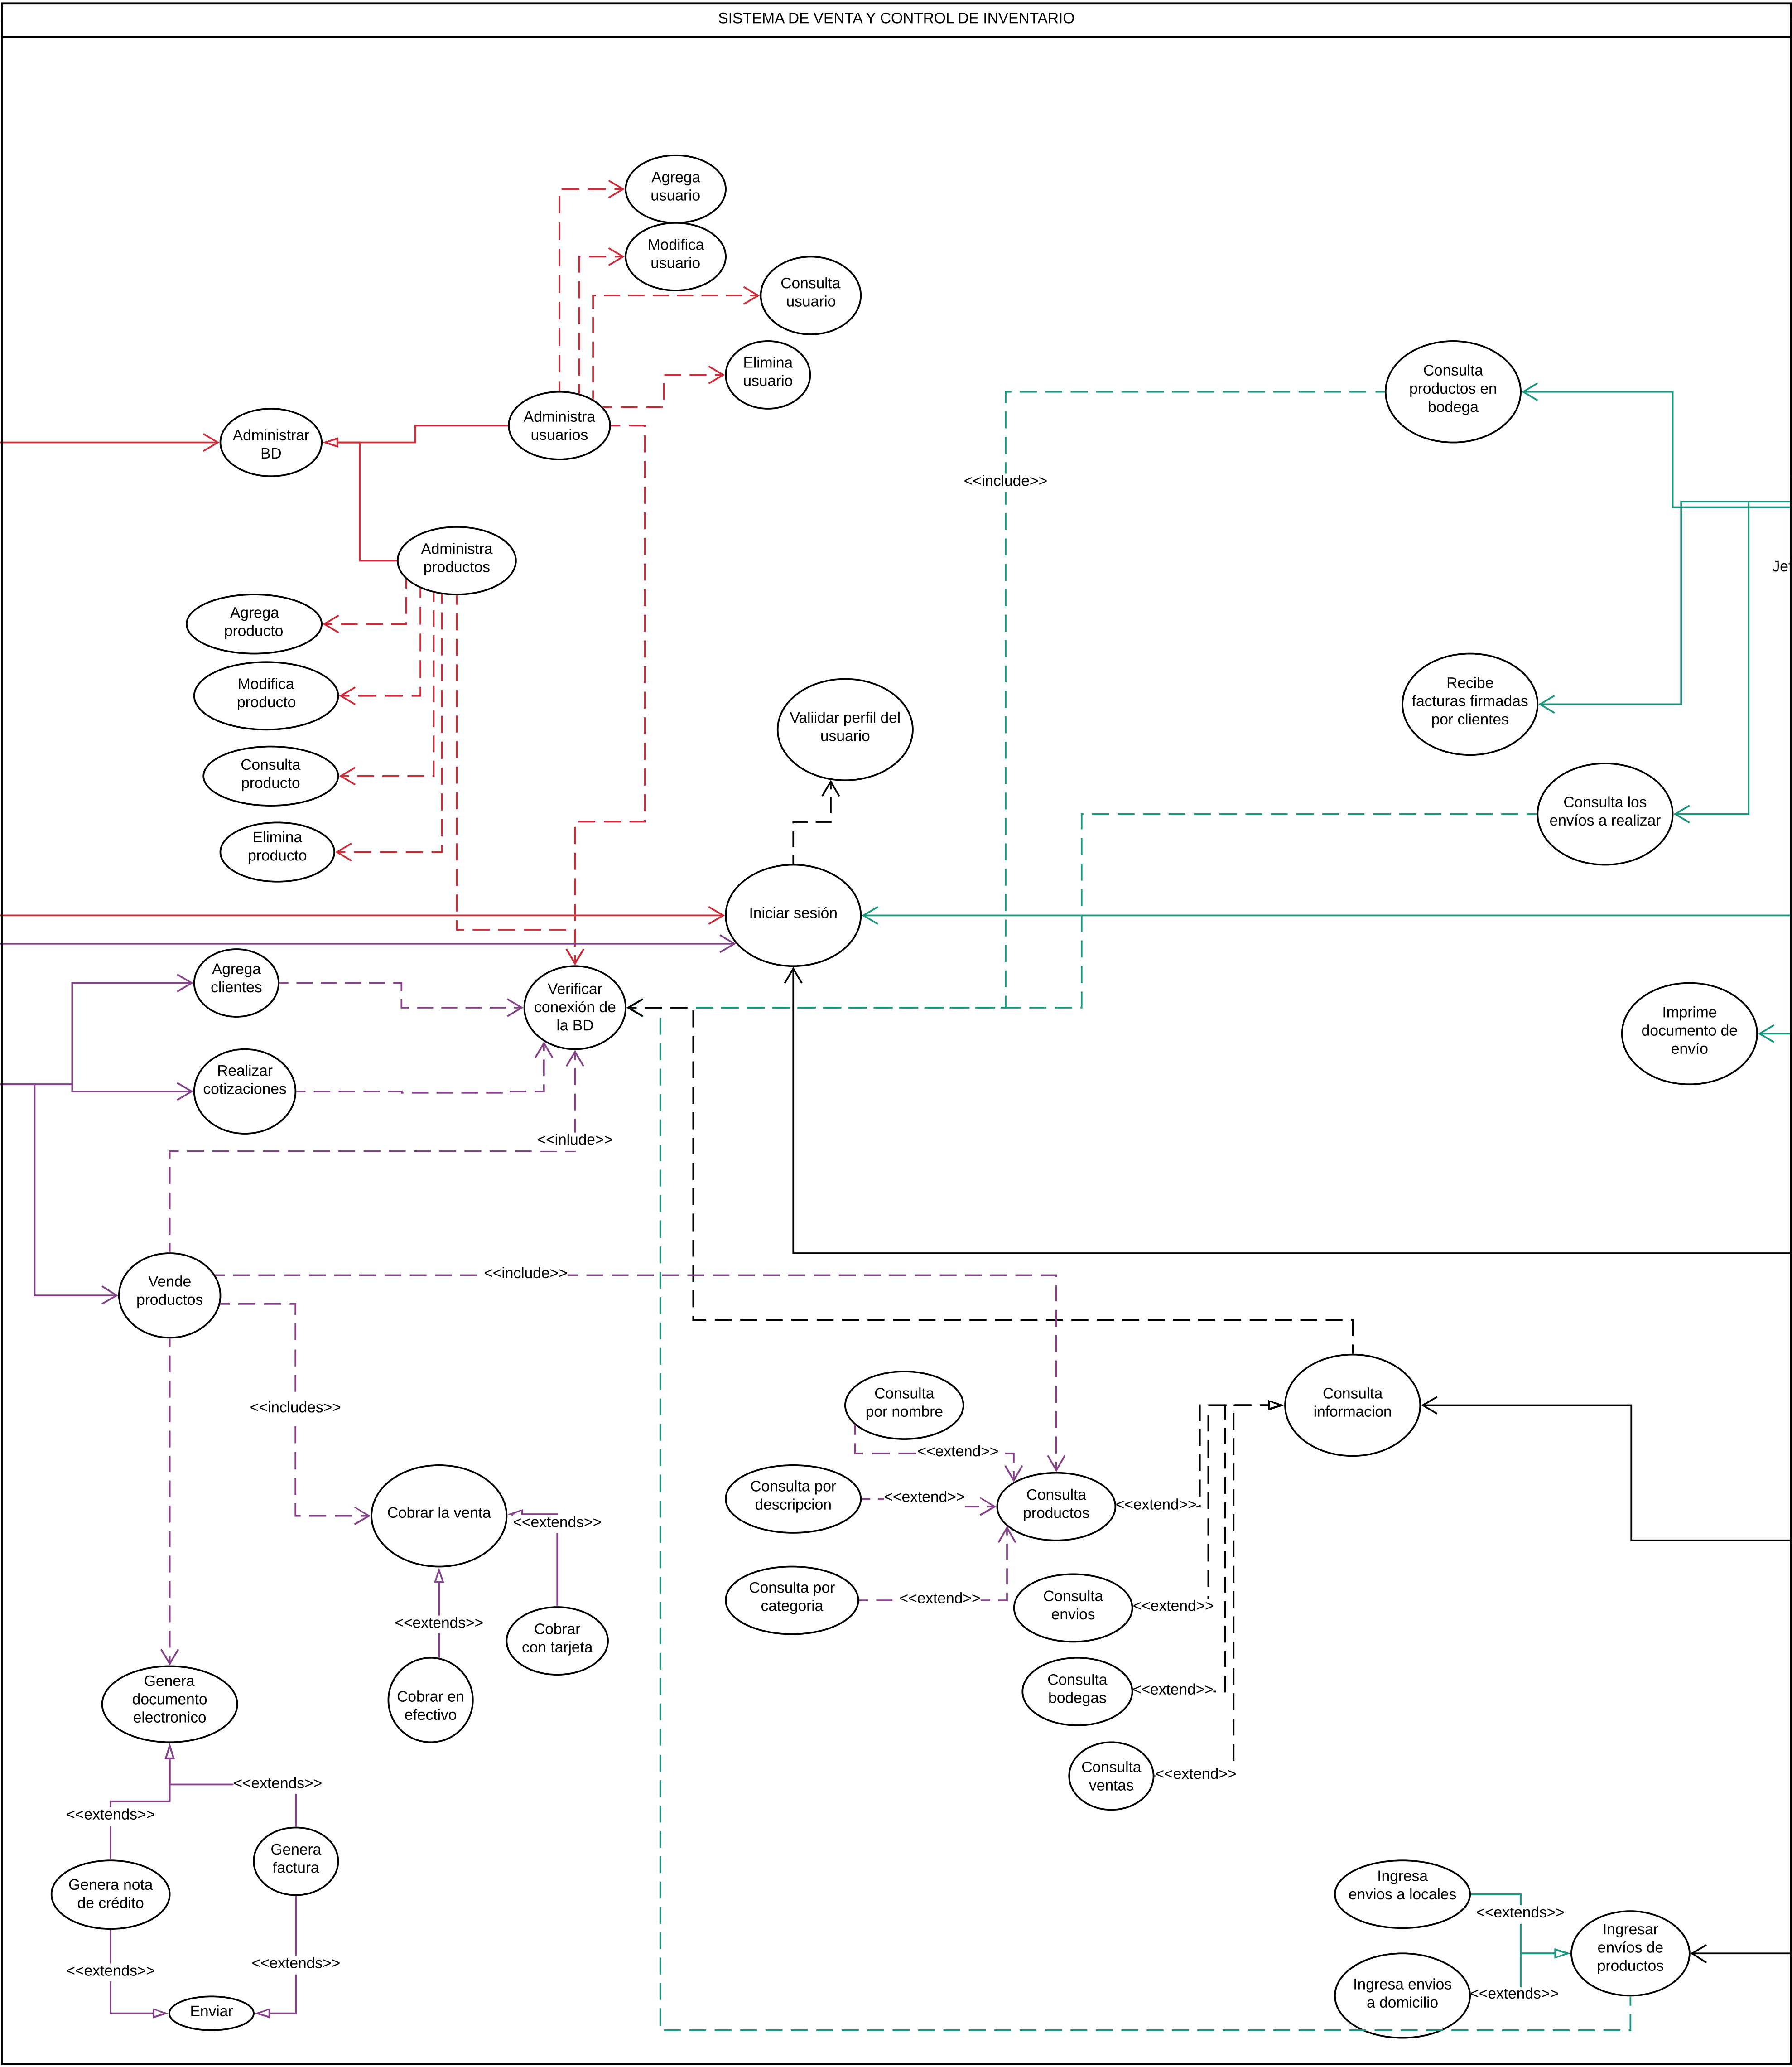 SISTEMA DE VENTA Y CONTROL DE INVENTARIO
Agrega
usuario
Modifica
usuario
Consulta
usuario
Elimina
usuario
Administra
usuarios
Administrar
BD
Consulta
productos en
bodega
<<include>>
Administra
productos
Jef
Agrega
producto
Modifica
producto
Consulta
producto
Elimina
producto
Valiidar perfil del
usuario
Recibe
facturas firmadas
por clientes
Consulta los
envíos a realizar
Iniciar sesión
Agrega
clientes
Verificar
conexión de
la BD
Imprime
documento de
envío
Realizar
cotizaciones
<<inlude>>
Vende
productos
<<include>>
<<includes>>
Consulta
por nombre
<<extend>>
Consulta
informacion
Consulta por
descripcion
<<extend>>
Consulta
productos
<<extend>>
Cobrar la venta
<<extends>>
Consulta por
categoria
<<extend>>
Consulta
envios
<<extend>>
<<extends>>
Cobrar
con tarjeta
Cobrar en
efectivo
Consulta
bodegas
<<extend>>
Genera
documento
electronico
Consulta
ventas
<<extend>>
<<extends>>
<<extends>>
Genera
factura
Genera nota
de crédito
Ingresa
envios a locales
<<extends>>
Ingresar
envíos de
productos
<<extends>>
<<extends>>
Ingresa envios
a domicilio
<<extends>>
Enviar